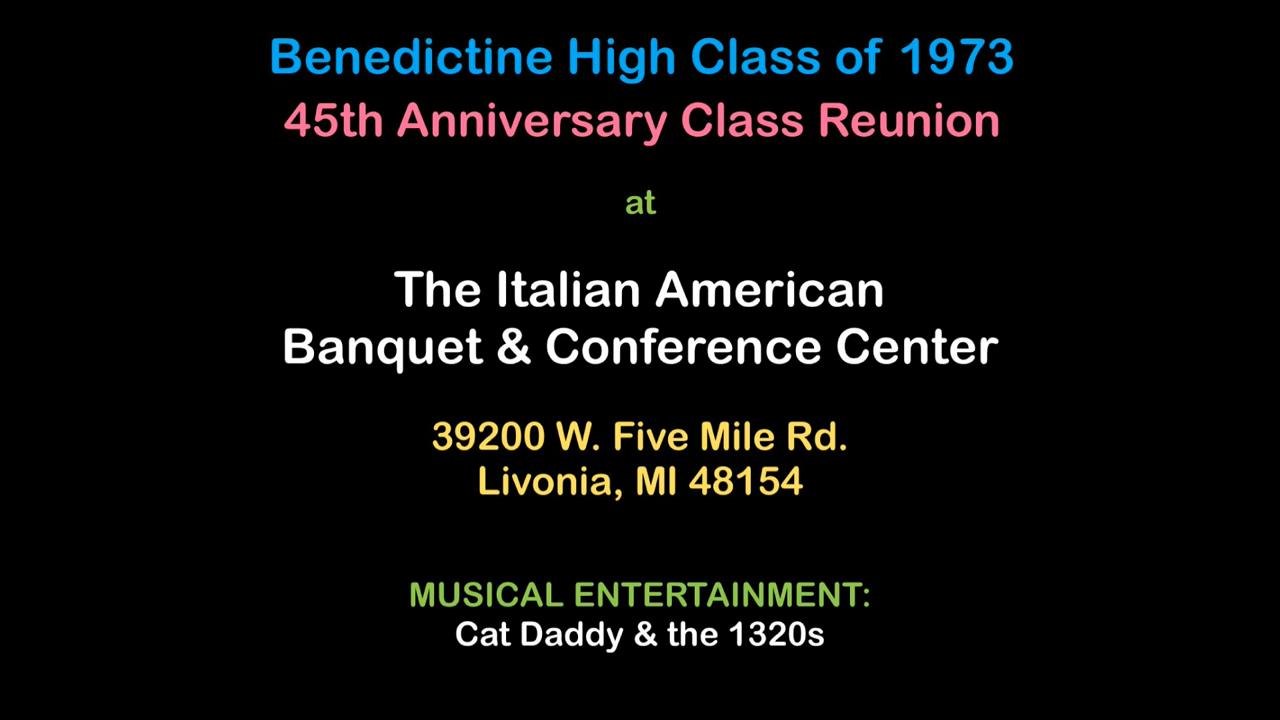 Benedictine High Class of 1973
45th Anniversary Class Reunion
at
The Italian American
Banquet & Conference Center
39200 W. Five Mile Rd.
Livonia, MI 48154
MUSICAL ENTERTAINMENT:
Cat Daddy & the 1320s